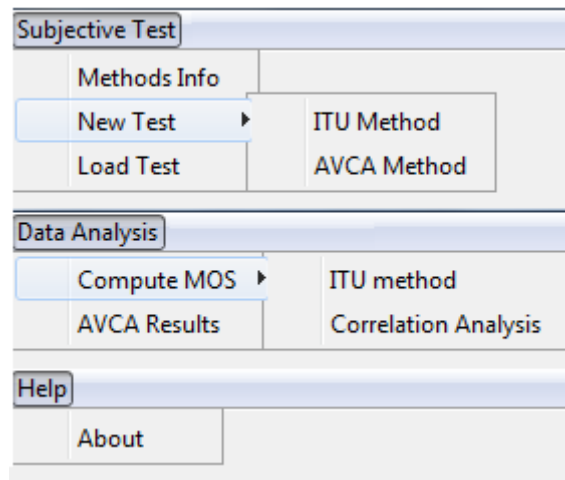 Subjective Test
Methods Info
New Test
ITU Method
Load Test
AVCA Method
Data Analysis
Compute MOS
ITU method
AVCA Results
Correlation Analysis
Help
About